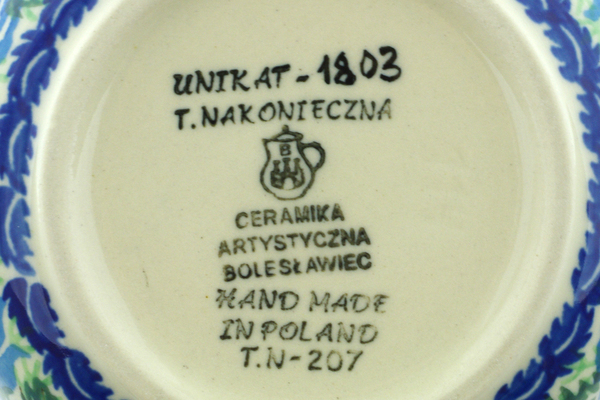 UNIKAT-1803
T.NAKONIECZNA
B
CERAMIKA
ARTYSTYCZNA
BOLESŁAWIEC
HAND MADE
IN POLAND
T.N-207